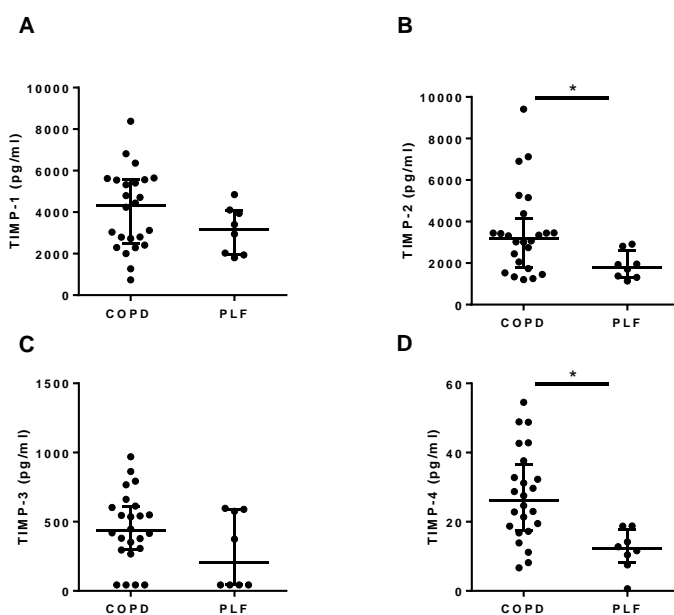 A
TIMP-1 (pg/ml)
10000
8000
6000
4000
2000
0
COPD PLF
B
*
TIMP-2 (pg/ml)
10000
8000
6000
4000
2000
0
COPD PLF
C
TIMP-3 (pg/ml)
1500
1000
500
0
COPD PLF
D
*
TIMP-4 (pg/ml)
60
40
20
0
COPD PLF